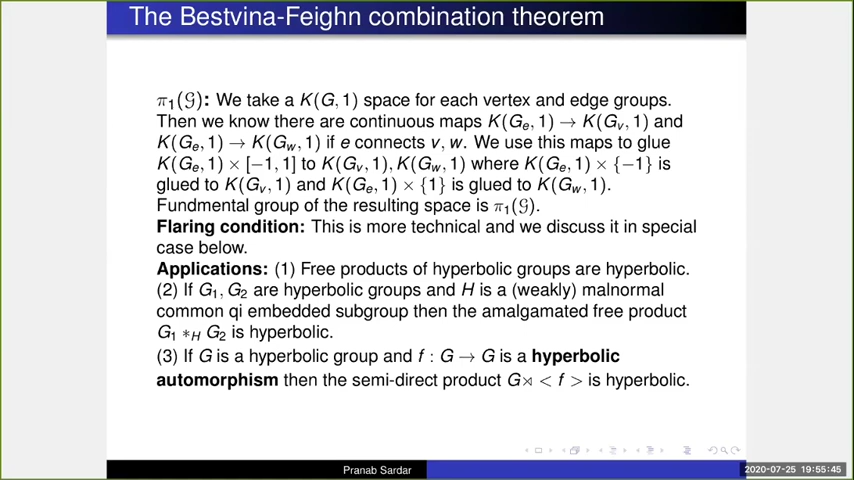 The Bestvina-Feighn combination theorem
π₁(𝒢): We take a K(G, 1) space for each vertex and edge groups.
Then we know there are continuous maps K(Gₑ, 1) → K(Gᵥ, 1) and
K(Gₑ, 1) → K(G_w, 1) if e connects v, w. We use this maps to glue
K(Gₑ, 1) × [−1, 1] to K(Gᵥ, 1), K(G_w, 1) where K(Gₑ, 1) × {−1} is
glued to K(Gᵥ, 1) and K(Gₑ, 1) × {1} is glued to K(G_w, 1).
Fundmental group of the resulting space is π₁(𝒢).
Flaring condition: This is more technical and we discuss it in special
case below.
Applications: (1) Free products of hyperbolic groups are hyperbolic.
(2) If G₁, G₂ are hyperbolic groups and H is a (weakly) malnormal
common qi embedded subgroup then the amalgamated free product
G₁ *_H G₂ is hyperbolic.
(3) If G is a hyperbolic group and f : G → G is a hyperbolic
automorphism then the semi-direct product G⋊ < f > is hyperbolic.
Pranab Sardar
2020-07-25 19:55:45